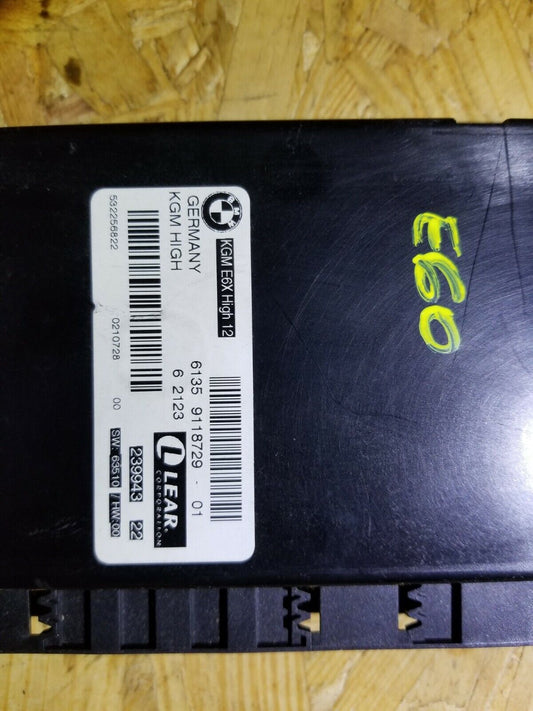 KGM E6X High 12
GERMANY
KGM HIGH
6135 9118729 - 01
6 2123
LEAR®
CORPORATION
532256822
0210728
00
239943 22
SW: 63510 / HW:00
E60